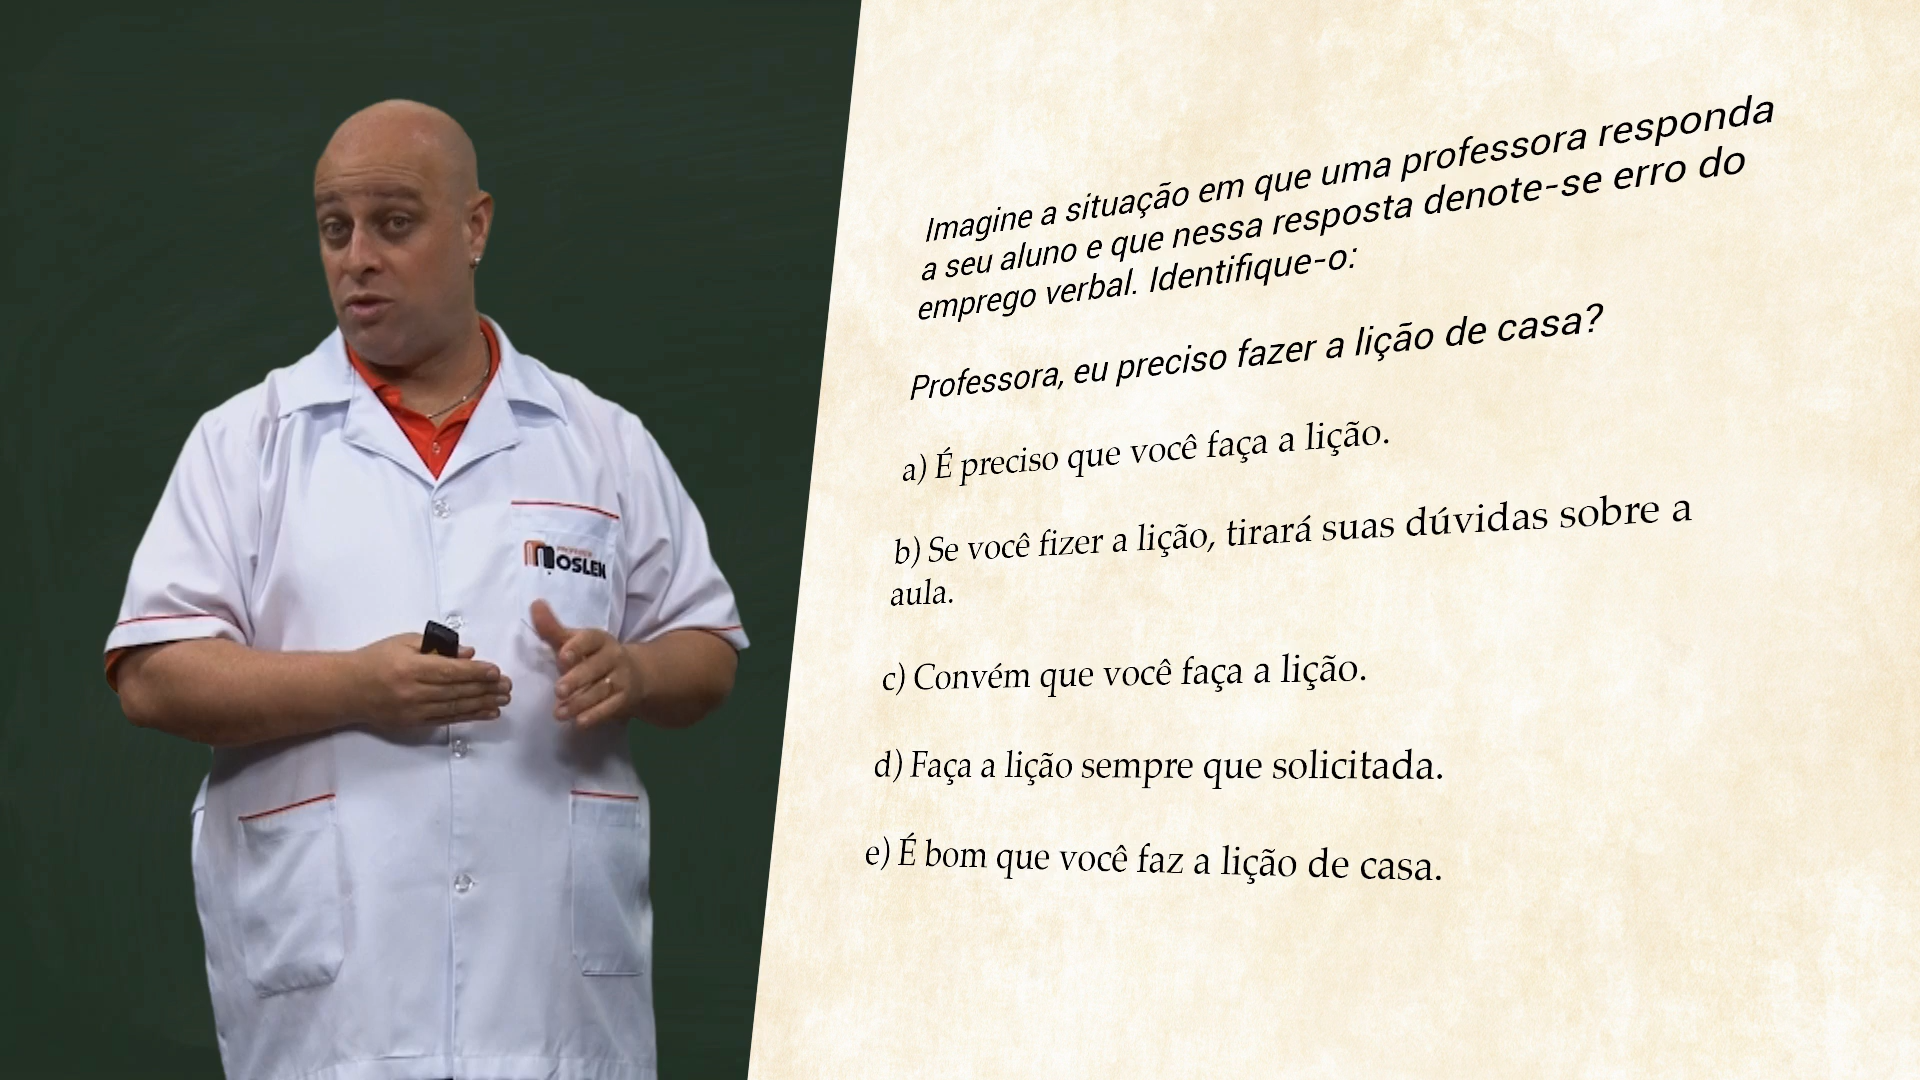 PROFESSOR
MOSLEN
Imagine a situação em que uma professora responda
a seu aluno e que nessa resposta denote-se erro do
emprego verbal. Identifique-o:
Professora, eu preciso fazer a lição de casa?
a) É preciso que você faça a lição.
b) Se você fizer a lição, tirará suas dúvidas sobre a
aula.
c) Convém que você faça a lição.
d) Faça a lição sempre que solicitada.
e) É bom que você faz a lição de casa.